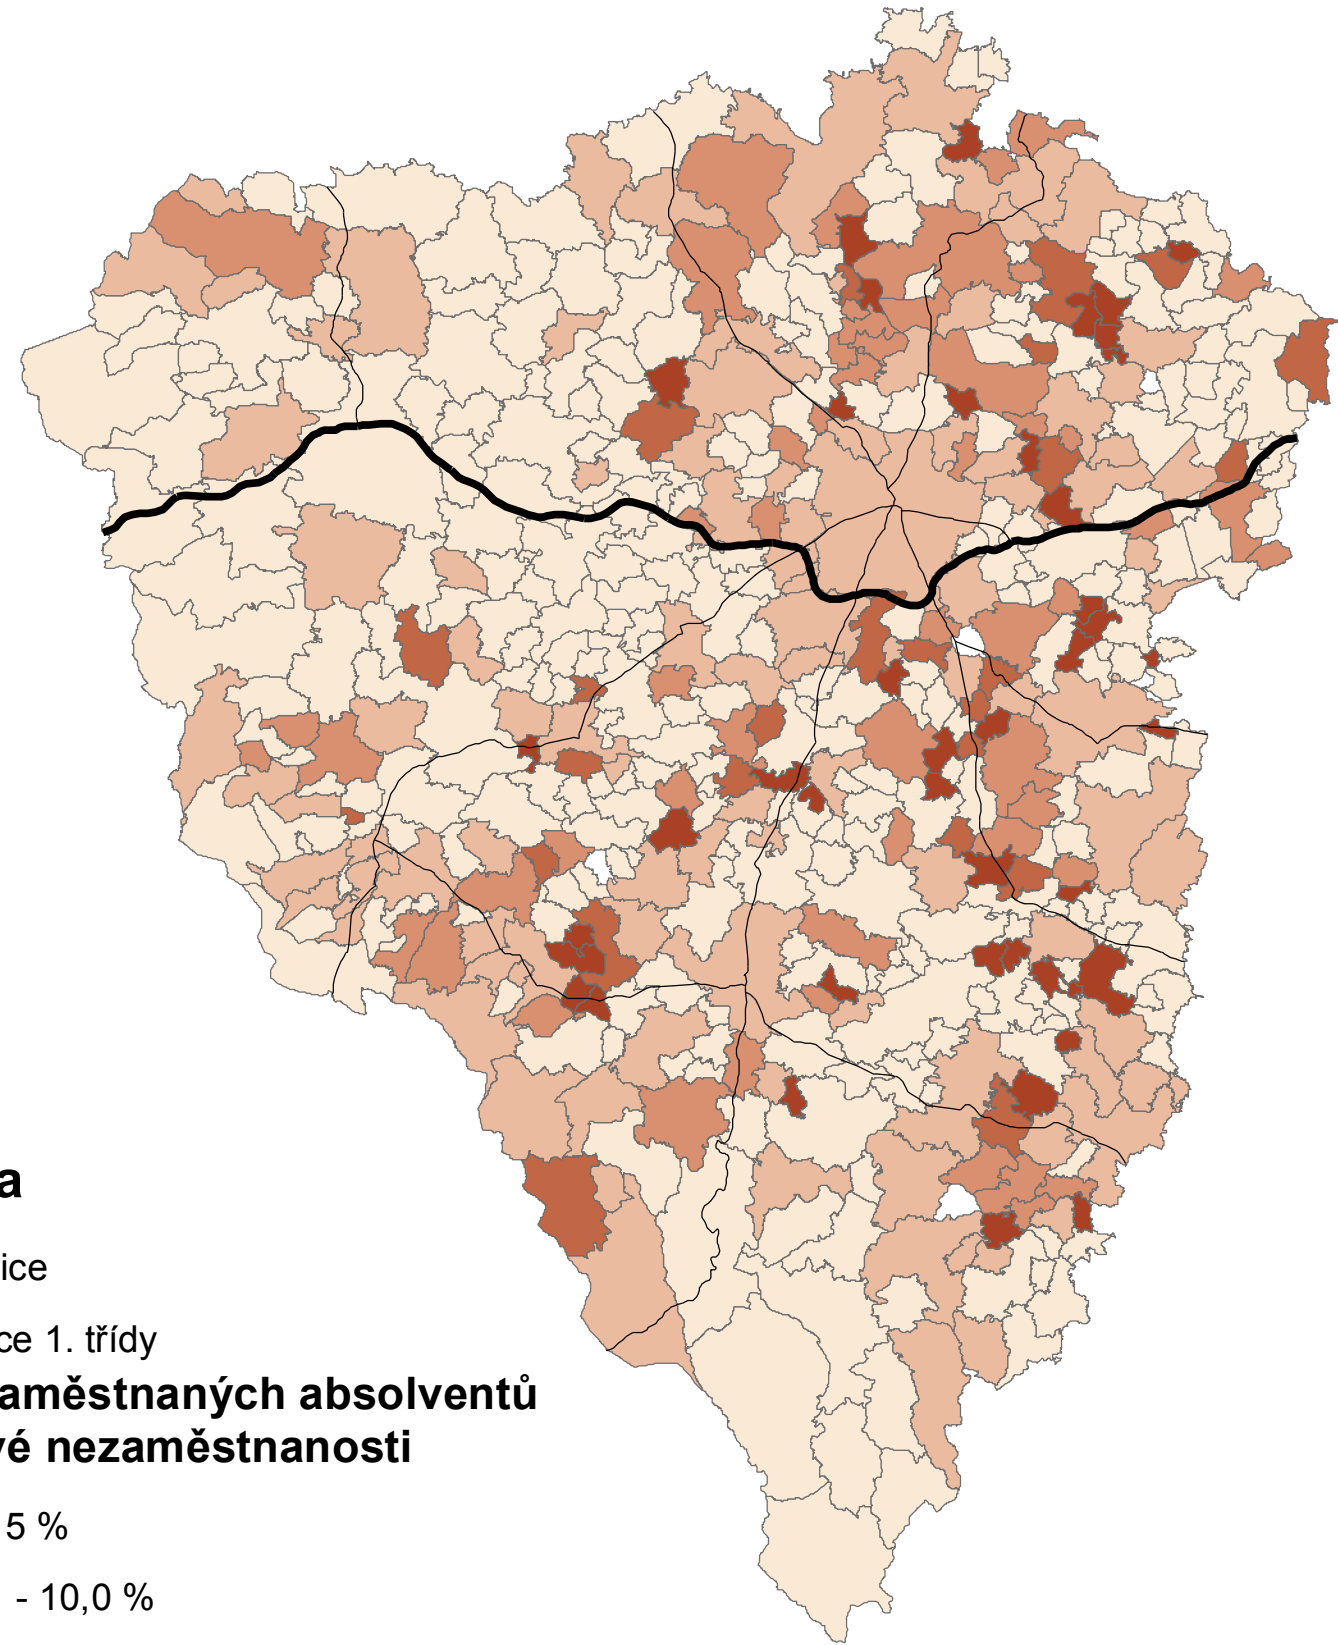 a
ice
ce 1. třídy
aměstnaných absolventů
vé nezaměstnanosti
5 %
- 10,0 %